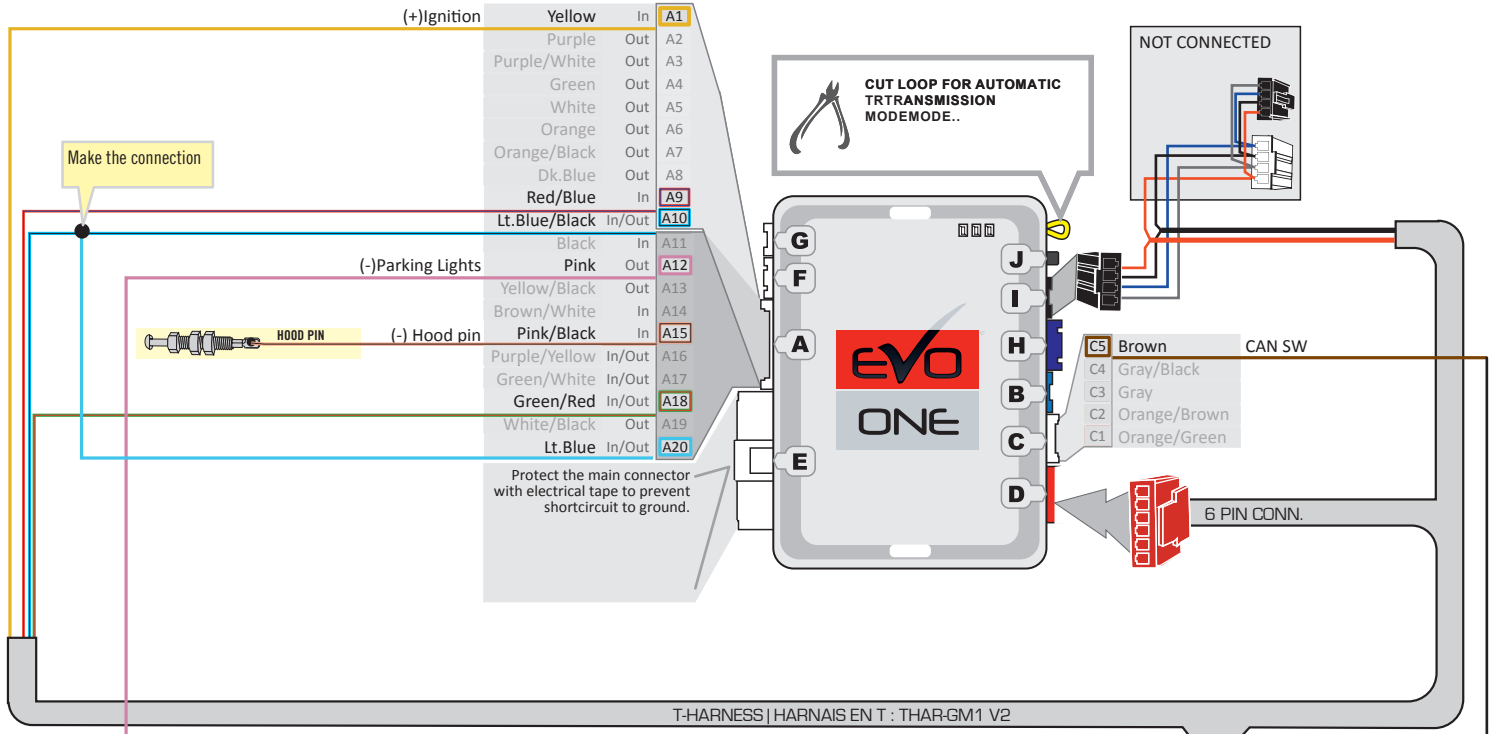 (+)Ignition Yellow In A1
Purple Out A2
Purple/White Out A3
Green Out A4
White Out A5
Orange Out A6
Orange/Black Out A7
Dk.Blue Out A8
Red/Blue In A9
Lt.Blue/Black In/Out A10
Black In A11
(-)Parking Lights Pink Out A12
Yellow/Black Out A13
Brown/White In A14
HOOD PIN (-) Hood pin Pink/Black In A15
Purple/Yellow In/Out A16
Green/White In/Out A17
Green/Red In/Out A18
White/Black Out A19
Lt.Blue In/Out A20
Make the connection
Protect the main connector
with electrical tape to prevent
shortcircuit to ground.
CUT LOOP FOR AUTOMATIC
TRTRANSMISSION
MODEMODE..
NOT CONNECTED
G
F
A
E
J
I
H
B
C
D
EVO
ONE
C5 Brown CAN SW
C4 Gray/Black
C3 Gray
C2 Orange/Brown
C1 Orange/Green
6 PIN CONN.
T-HARNESS | HARNAIS EN T : THAR-GM1 V2